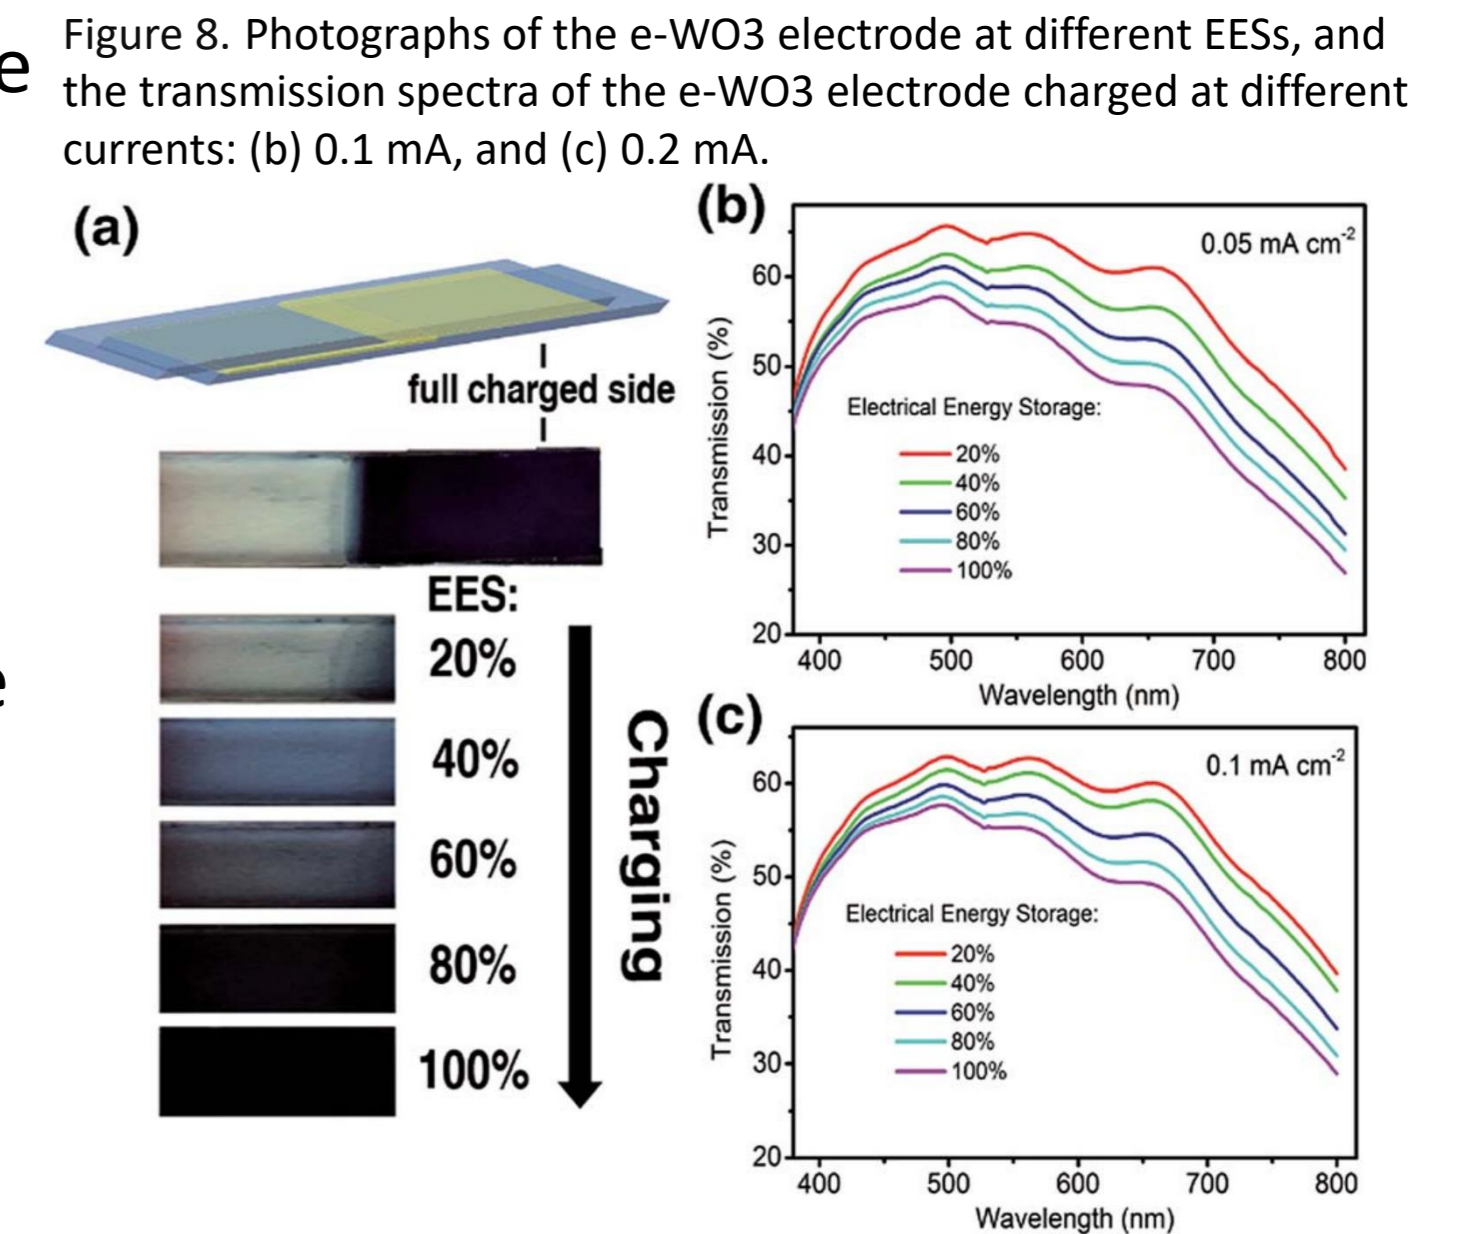 Figure 8. Photographs of the e-WO3 electrode at different EESs, and
e
the transmission spectra of the e-WO3 electrode charged at different
currents: (b) 0.1 mA, and (c) 0.2 mA.
(a)
full charged side
EES:
20%
40%
60%
80%
100%
Charging
e
(b)
0.05 mA cm-2
Transmission (%)
60
50
40
30
20
Electrical Energy Storage:
20%
40%
60%
80%
100%
400 500 600 700 800
Wavelength (nm)
(c)
0.1 mA cm-2
Transmission (%)
60
50
40
30
20
Electrical Energy Storage:
20%
40%
60%
80%
100%
400 500 600 700 800
Wavelength (nm)